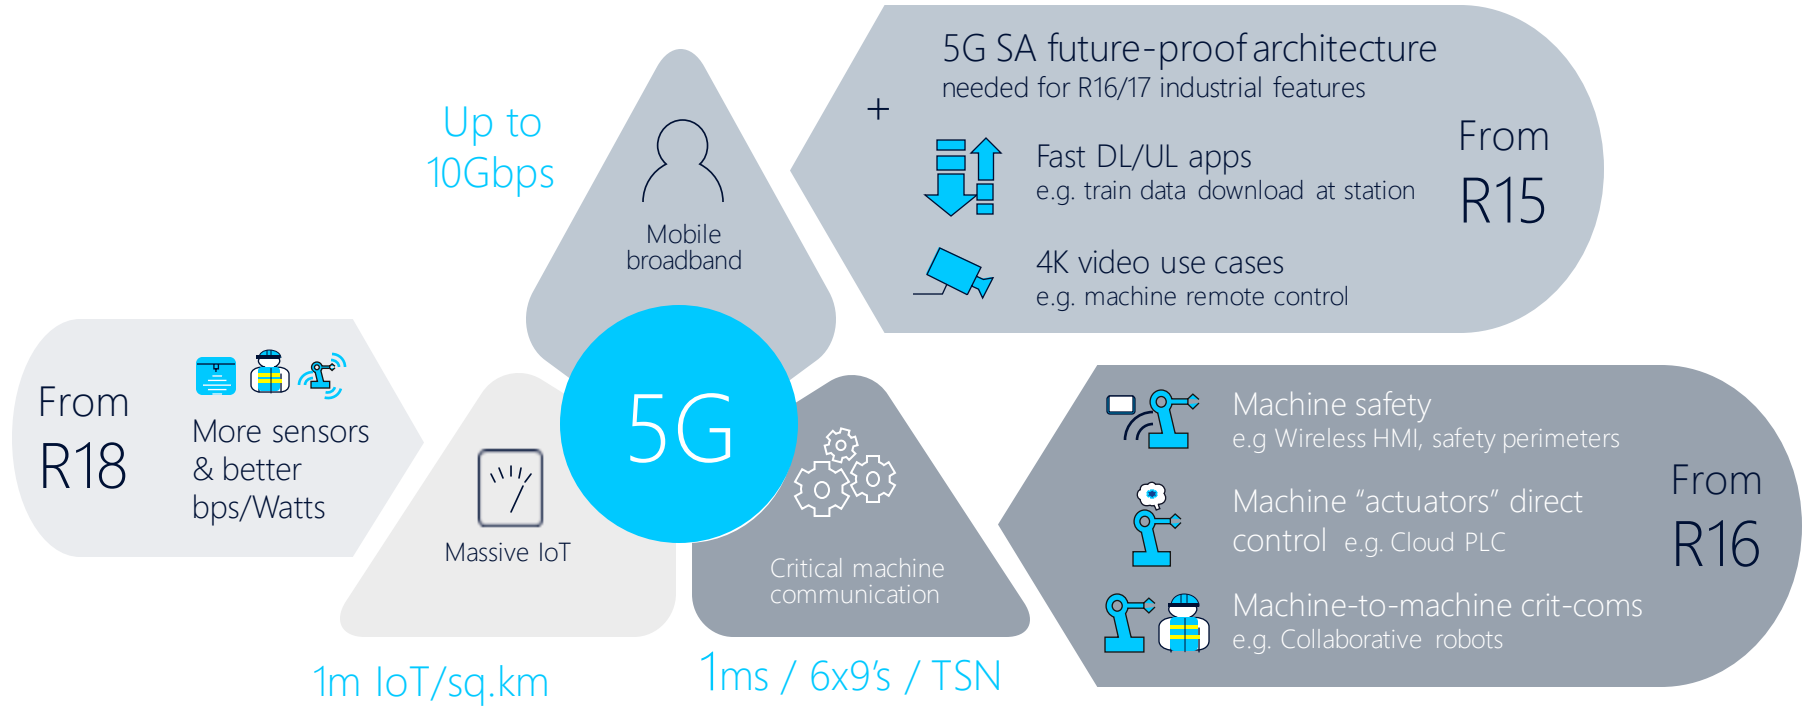 5G SA future-proof architecture
needed for R16/17 industrial features
+
Fast DL/UL apps
e.g. train data download at station
4K video use cases
e.g. machine remote control
From
R15
Up to
10Gbps
Mobile
broadband
5G
From
R18
More sensors
& better
bps/Watts
Massive IoT
1m IoT/sq.km
Critical machine
communication
1ms / 6x9’s / TSN
Machine safety
e.g Wireless HMI, safety perimeters
Machine “actuators” direct
control e.g. Cloud PLC
Machine-to-machine crit-coms
e.g. Collaborative robots
From
R16